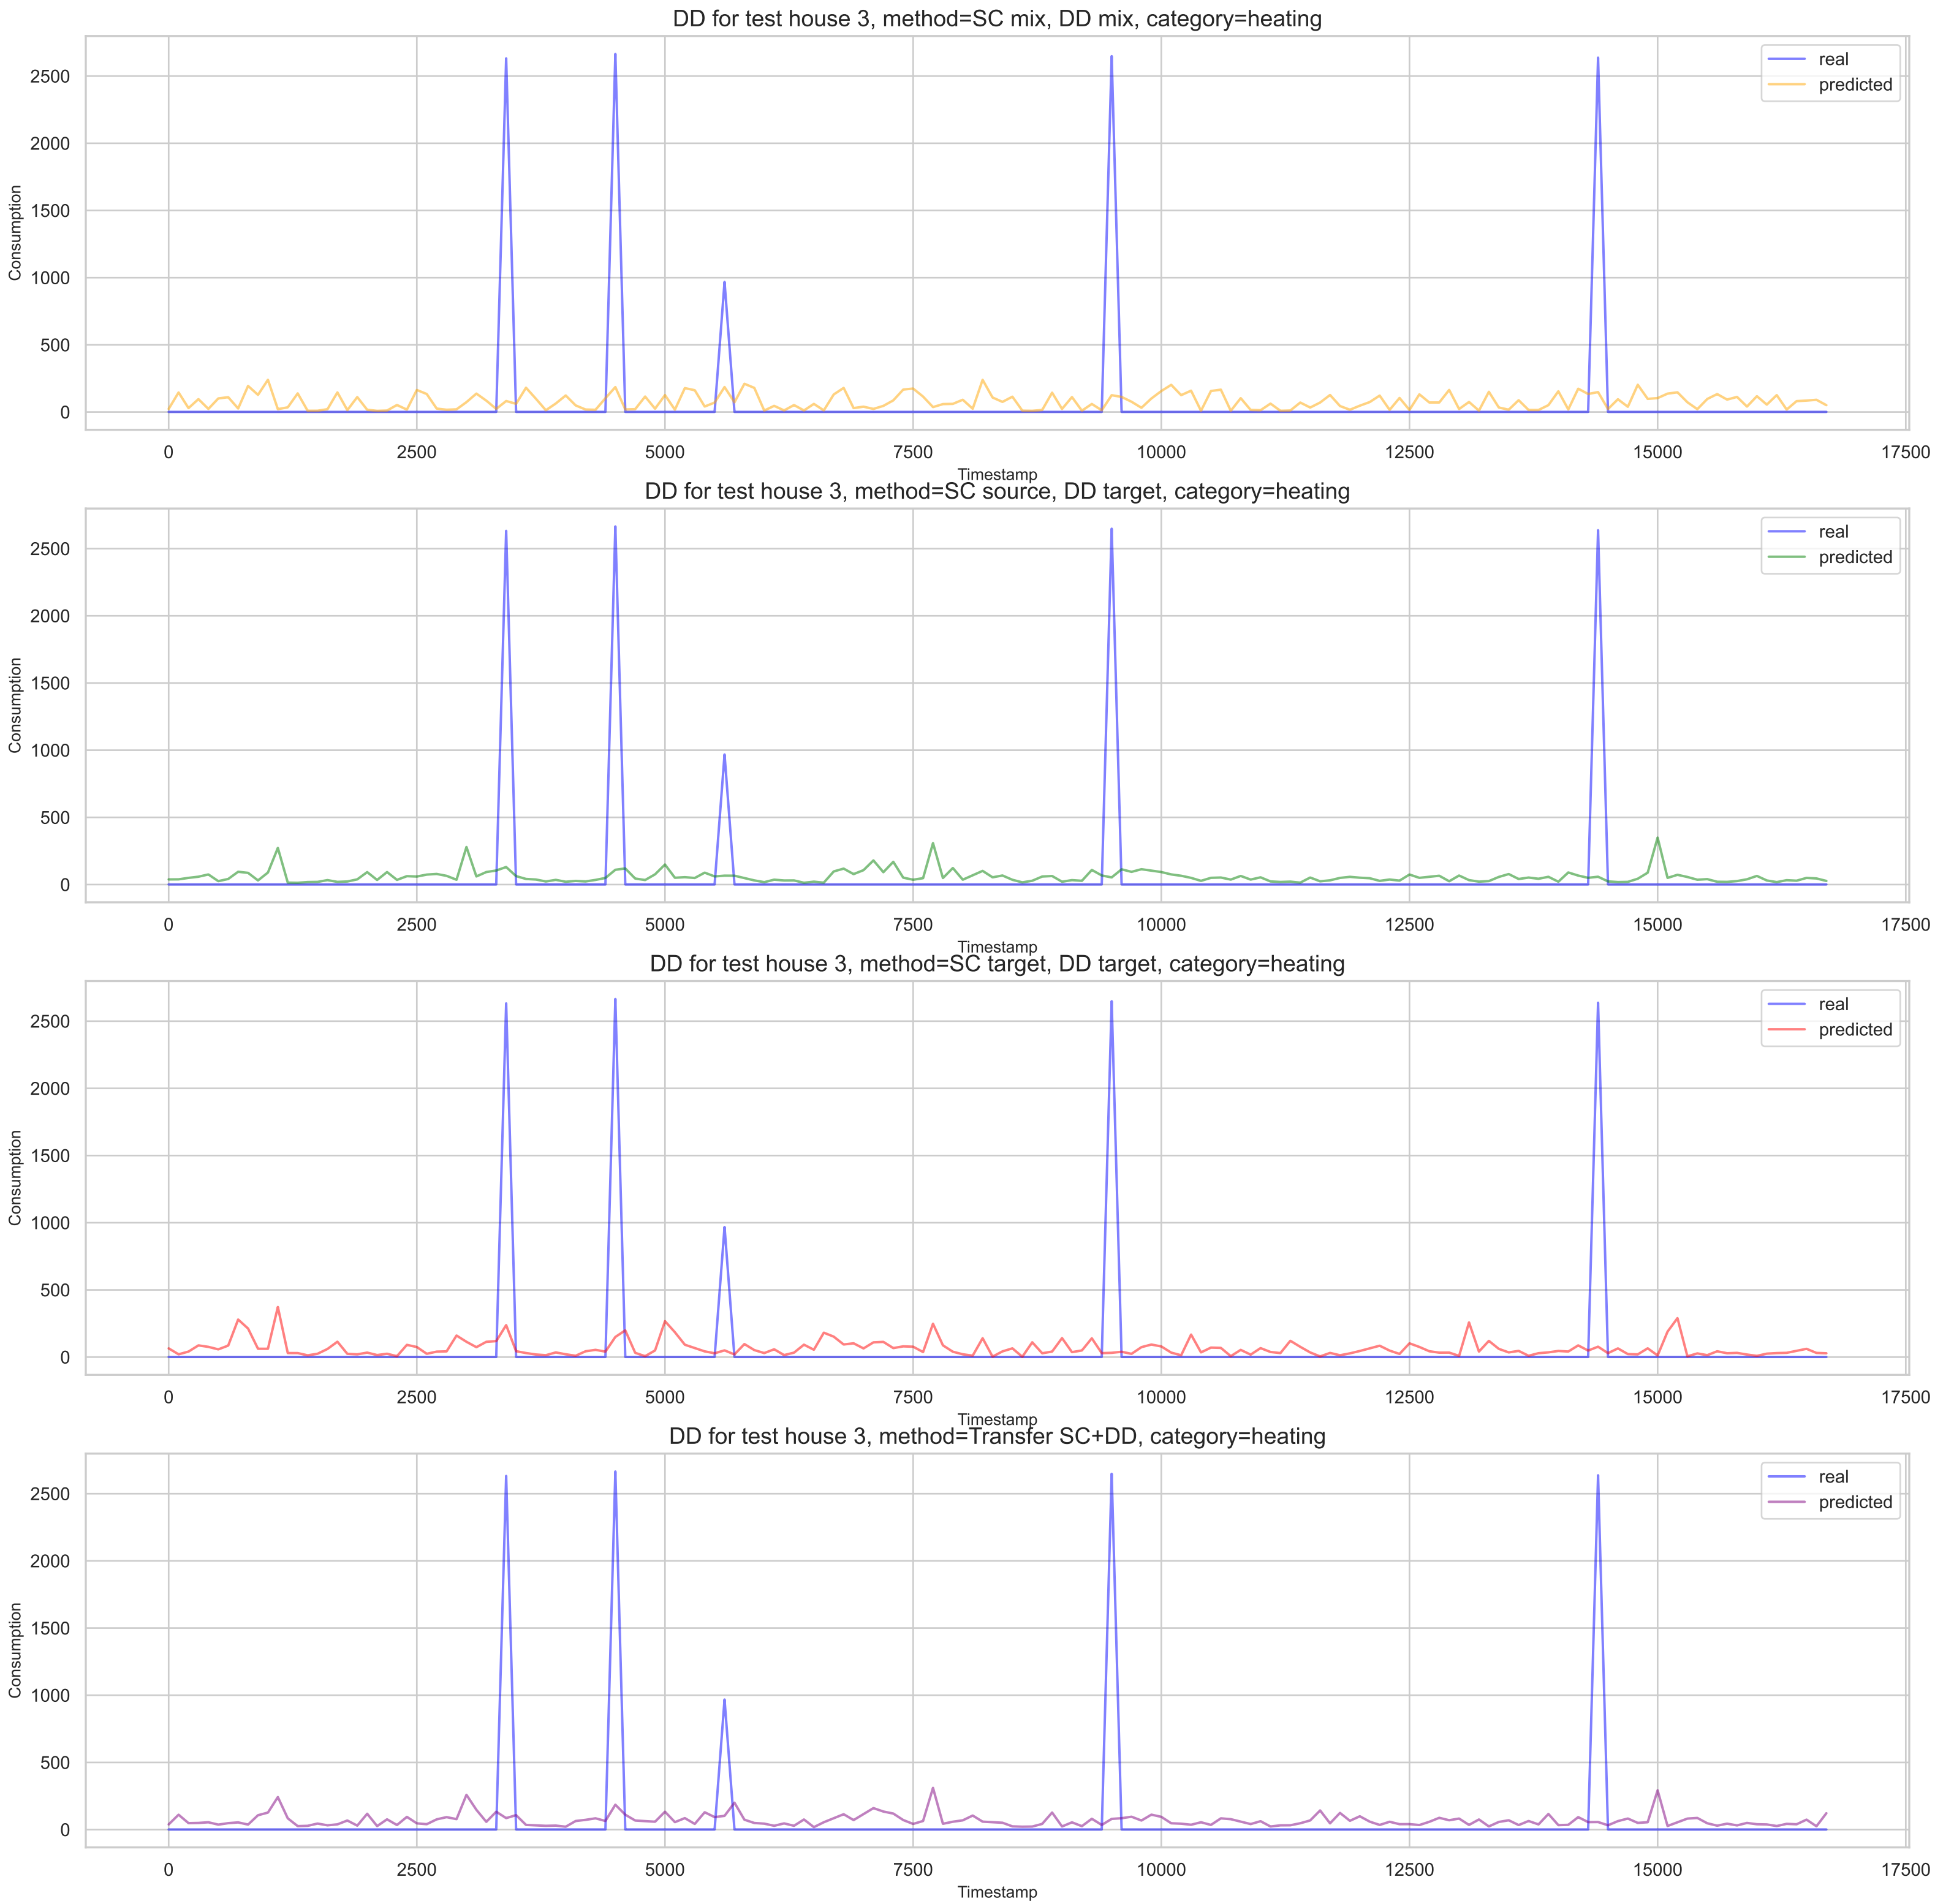 DD for test house 3, method=SC mix, DD mix, category=heating
real
predicted
2500
2000
1500
1000
500
0
Consumption
0 2500 5000 7500 10000 12500 15000 17500
Timestamp
DD for test house 3, method=SC source, DD target, category=heating
real
predicted
2500
2000
1500
1000
500
0
Consumption
0 2500 5000 7500 10000 12500 15000 17500
Timestamp
DD for test house 3, method=SC target, DD target, category=heating
real
predicted
2500
2000
1500
1000
500
0
Consumption
0 2500 5000 7500 10000 12500 15000 17500
Timestamp
DD for test house 3, method=Transfer SC+DD, category=heating
real
predicted
2500
2000
1500
1000
500
0
Consumption
0 2500 5000 7500 10000 12500 15000 17500
Timestamp